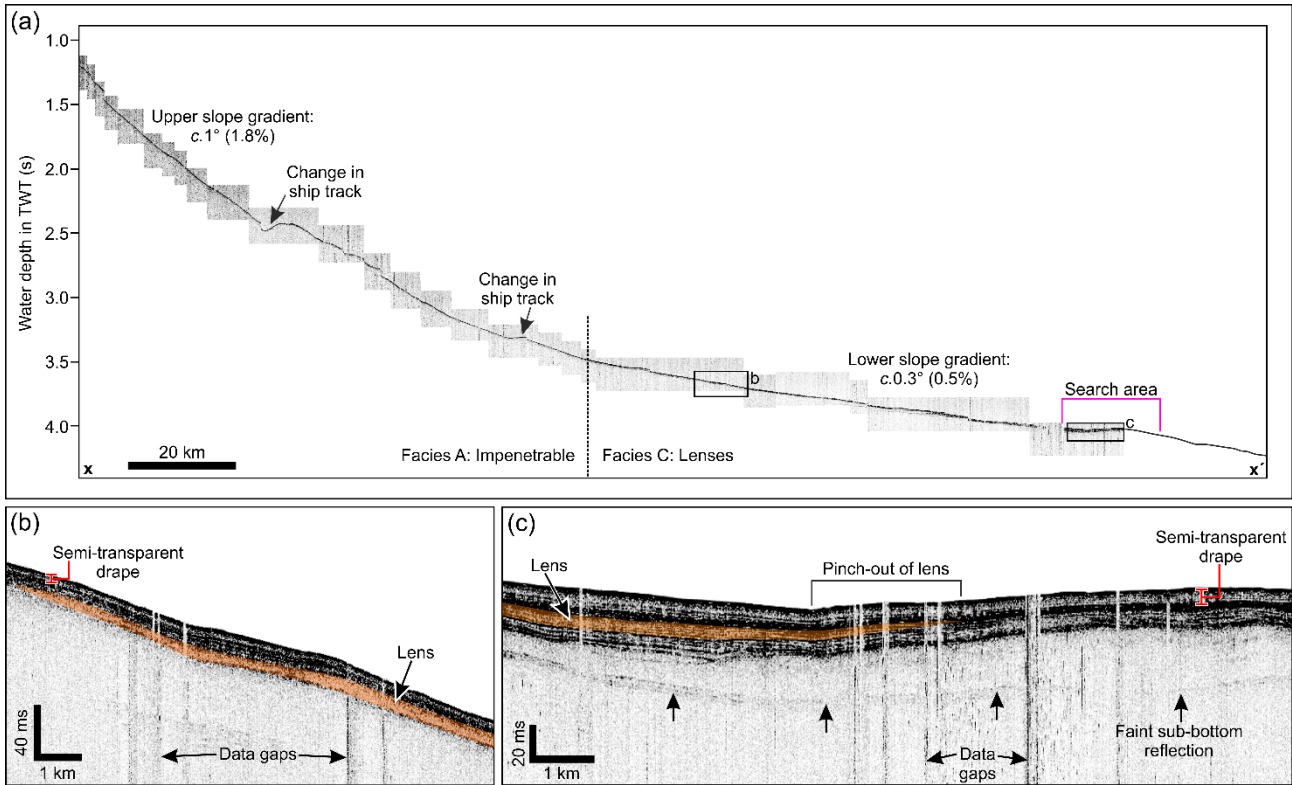 (a)
1.0
1.5
2.0
2.5
3.0
3.5
4.0
Water depth in TWT (s)
Upper slope gradient:
c.1° (1.8%)
Change in
ship track
Change in
ship track
Lower slope gradient:
c.0.3° (0.5%)
b
Search area
c
20 km
Facies A: Impenetrable
Facies C: Lenses
x
x´
(b)
Semi-transparent
drape
Lens
40 ms
1 km
Data gaps
(c)
Lens
Pinch-out of lens
Semi-transparent
drape
20 ms
1 km
Data
gaps
Faint sub-bottom
reflection